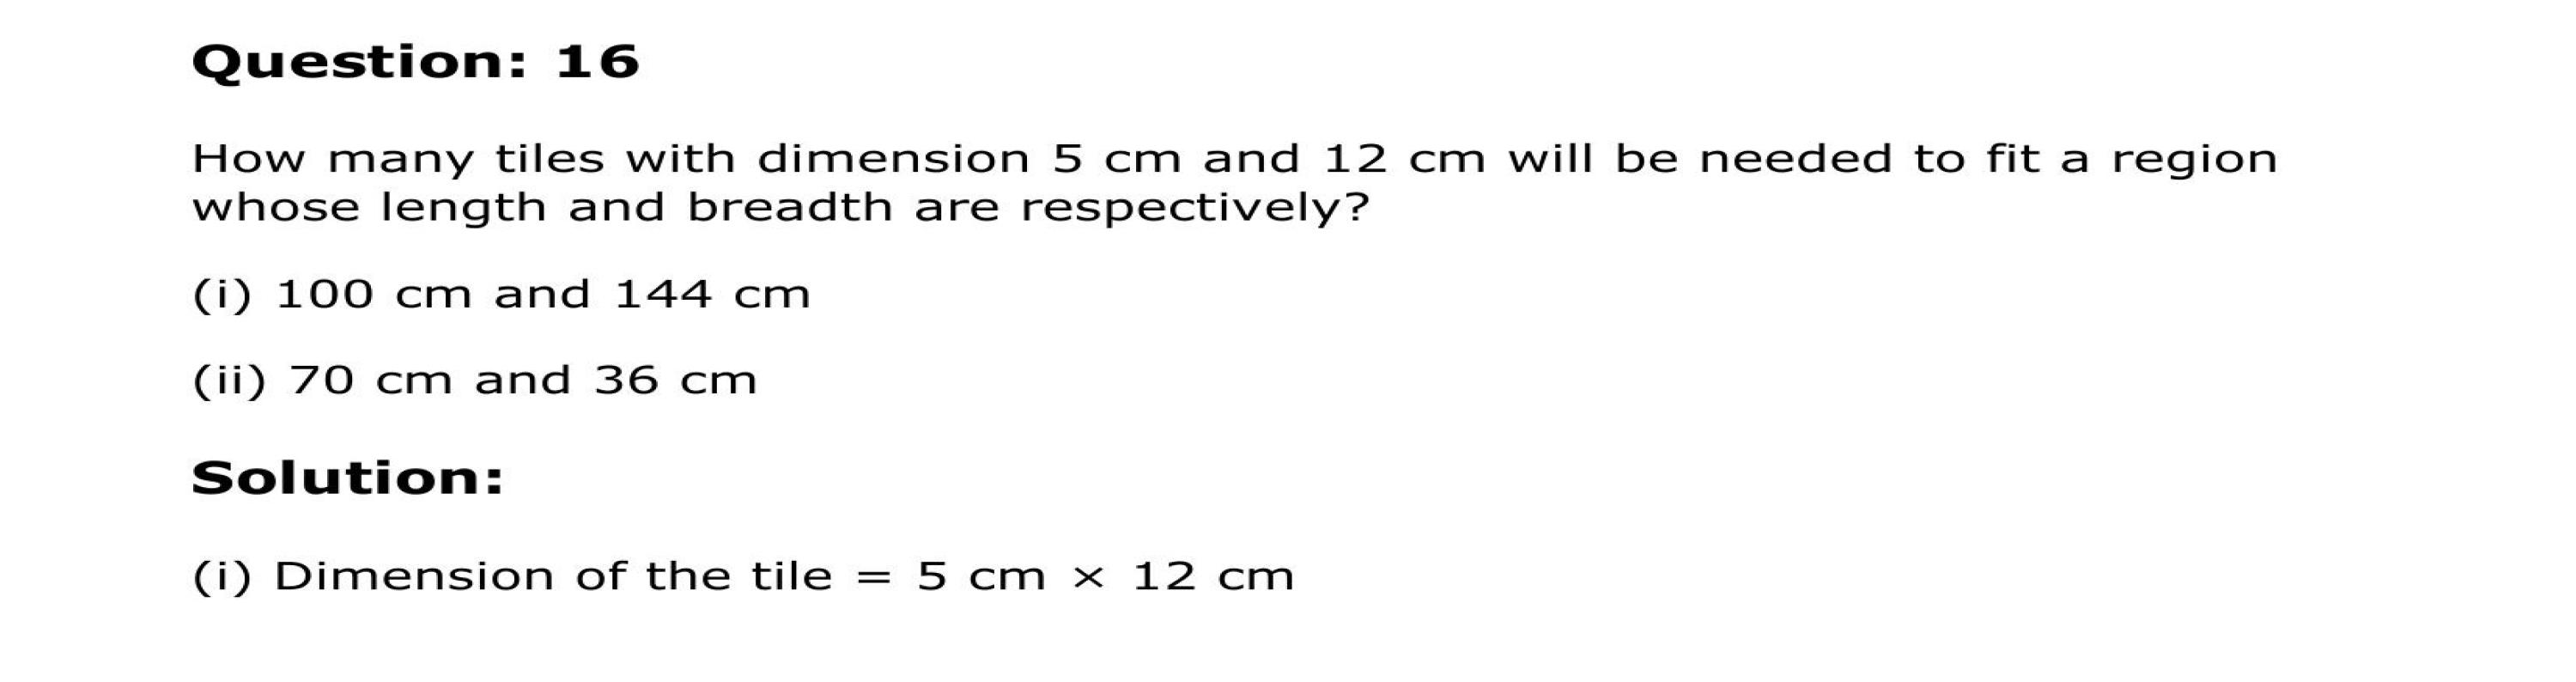 Question: 16
How many tiles with dimension 5 cm and 12 cm will be needed to fit a region
whose length and breadth are respectively?
(i) 100 cm and 144 cm
(ii) 70 cm and 36 cm
Solution:
(i) Dimension of the tile = 5 cm × 12 cm